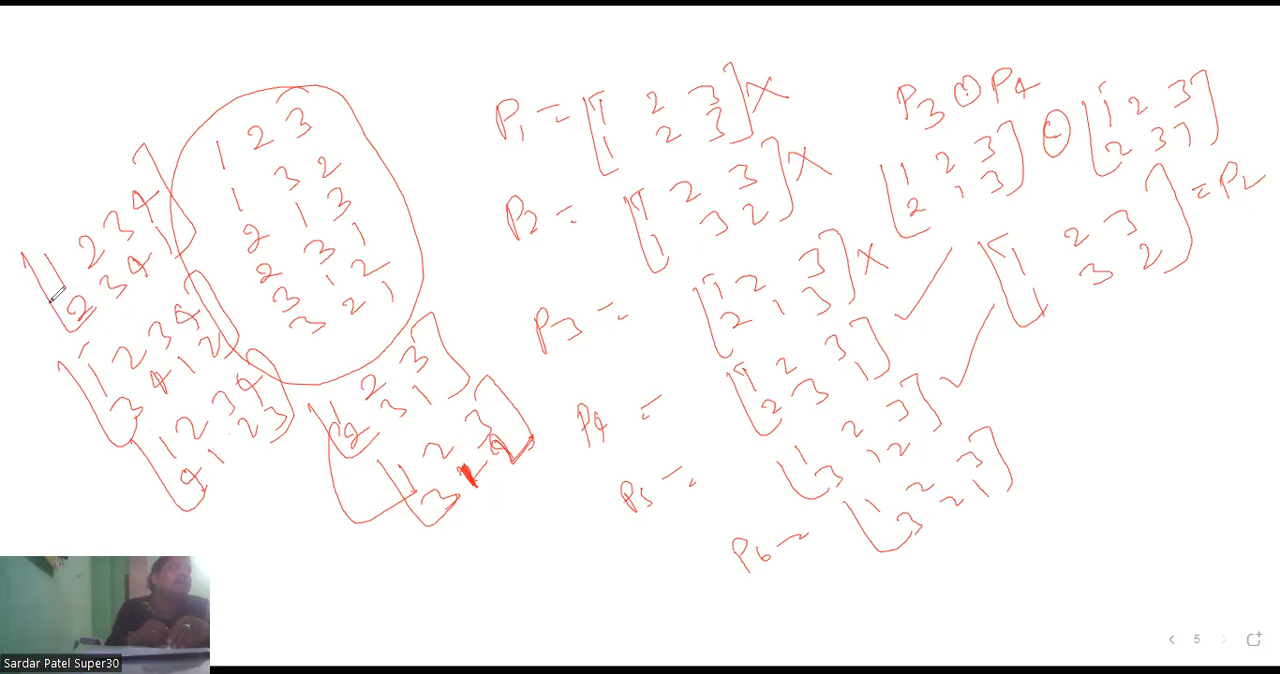 1 2 3
1 3 2
2 1 3
2 3 1
3 1 2
3 2 1
[1 2 3 4
2 3 4 1]
[1 2 3 4
3 4 1 2]
[1 2 3 4
4 1 2 3]
[1 2 3
2 3 1]
[1 2 3
3 1 2]
P1 = [1 2 3
1 2 3] X
P2 = [1 2 3
1 3 2] X
P3 = [1 2 3
2 1 3] X
P4 = [1 2 3
2 3 1] ✓
P5 = [1 2 3
3 1 2] ✓
P6 = [1 2 3
3 2 1]
P3 ⊙ P4
[1 2 3
2 1 3] ⊙ [1 2 3
2 3 1]
[1 2 3
1 3 2] = P2
5
Sardar Patel Super30